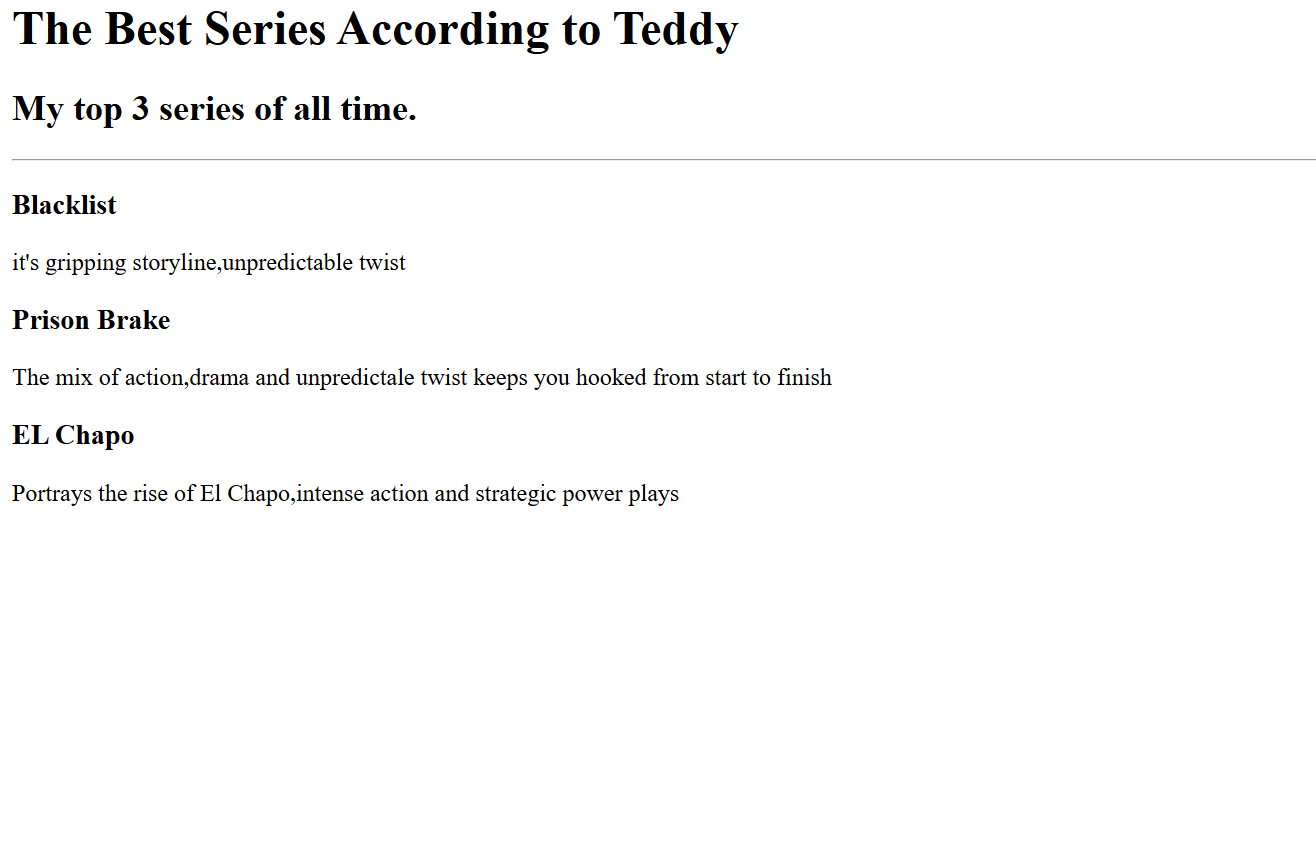 The Best Series According to Teddy
My top 3 series of all time.
Blacklist
it's gripping storyline,unpredictable twist
Prison Brake
The mix of action,drama and unpredictale twist keeps you hooked from start to finish
EL Chapo
Portrays the rise of El Chapo,intense action and strategic power plays